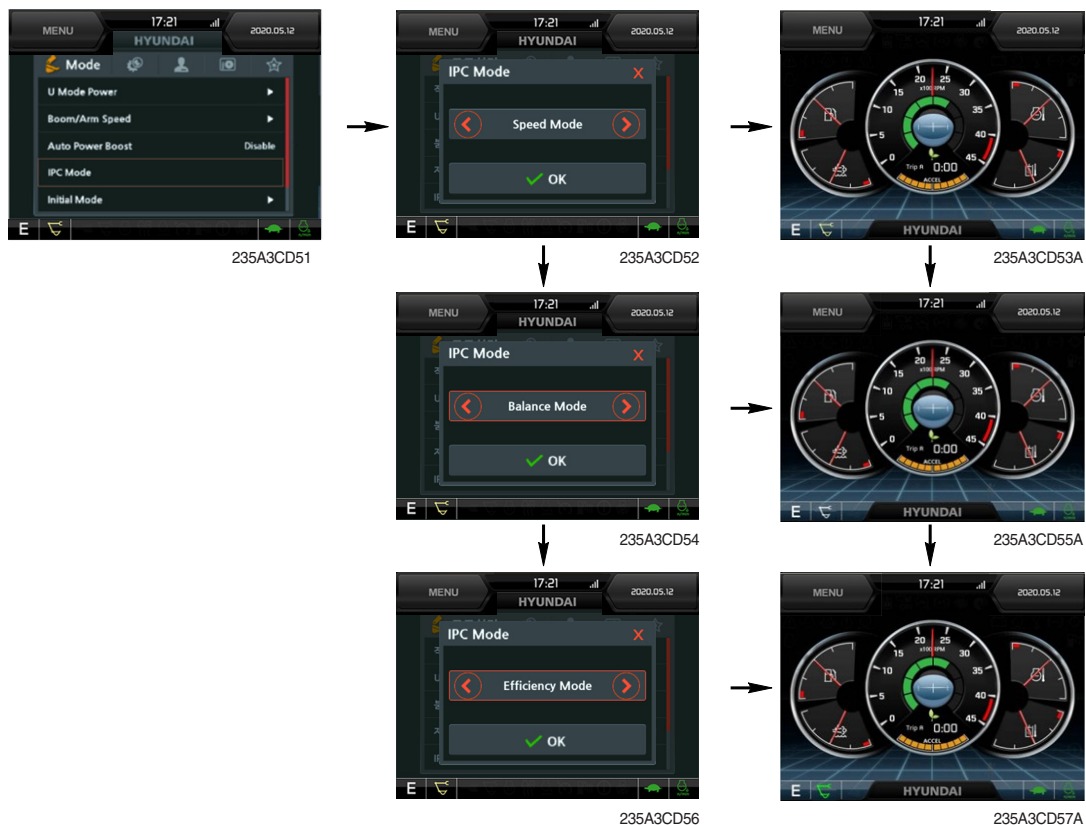 MENU 17:21 2020.05.12
HYUNDAI
Mode
U Mode Power
Boom/Arm Speed
Auto Power Boost Disable
IPC Mode
Initial Mode
E
235A3CD51
MENU 17:21 2020.05.12
HYUNDAI
IPC Mode X
Speed Mode
OK
E
235A3CD52
MENU 17:21 2020.05.12
20 25
x100 RPM
15 30
10 35
5 40
0 45
Trip A 0:00
ACCEL
E HYUNDAI
235A3CD53A
MENU 17:21 2020.05.12
HYUNDAI
IPC Mode X
Balance Mode
OK
E
235A3CD54
MENU 17:21 2020.05.12
20 25
x100 RPM
15 30
10 35
5 40
0 45
Trip A 0:00
ACCEL
E HYUNDAI
235A3CD55A
MENU 17:21 2020.05.12
HYUNDAI
IPC Mode X
Efficiency Mode
OK
E
235A3CD56
MENU 17:21 2020.05.12
20 25
x100 RPM
15 30
10 35
5 40
0 45
Trip A 0:00
ACCEL
E HYUNDAI
235A3CD57A